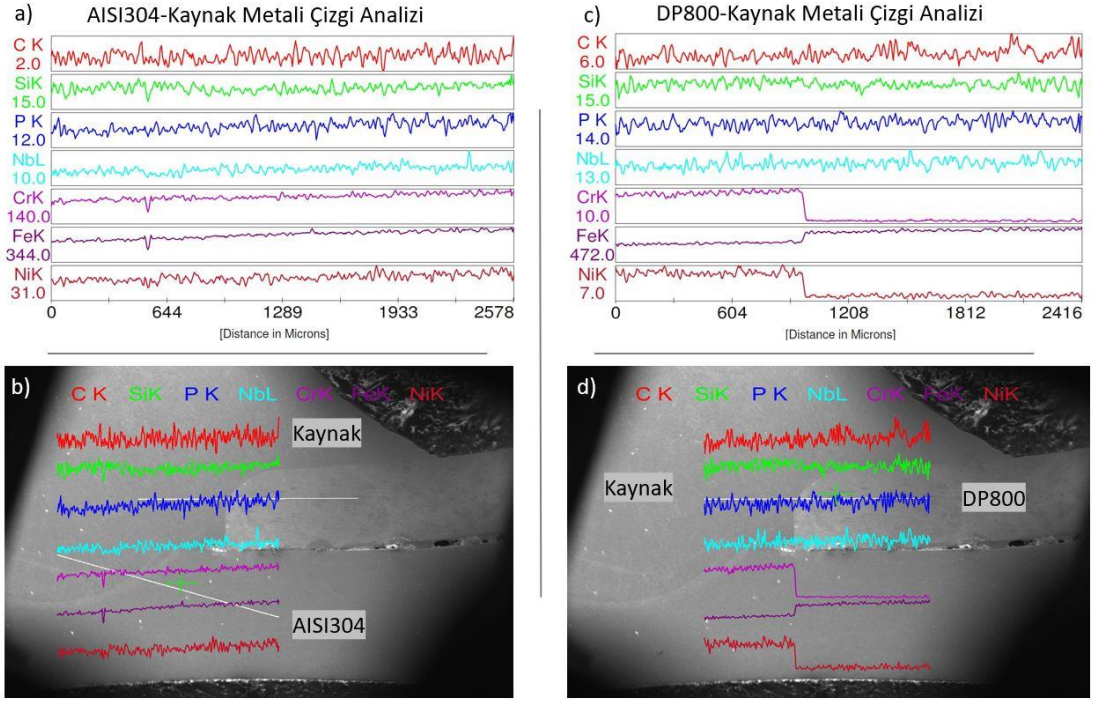 a) AISI304-Kaynak Metali Çizgi Analizi
C K
2.0
SiK
15.0
P K
12.0
NbL
10.0
CrK
140.0
FeK
344.0
NiK
31.0
0 644 1289 1933 2578
[Distance in Microns]
c) DP800-Kaynak Metali Çizgi Analizi
C K
6.0
SiK
15.0
P K
14.0
NbL
13.0
CrK
10.0
FeK
472.0
NiK
7.0
0 604 1208 1812 2416
[Distance in Microns]
b)
C K SiK P K NbL CrK FeK NiK
Kaynak
AISI304
d)
C K SiK P K NbL CrK FeK NiK
Kaynak
DP800